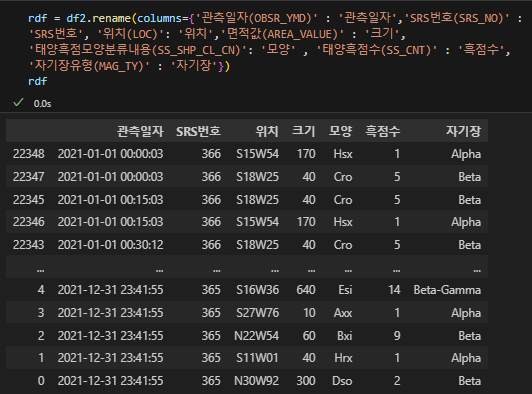 rdf = df2.rename(columns={'관측일자(OBSR_YMD)' : '관측일자','SRS번호(SRS_NO)' :
'SRS번호', '위치(LOC)': '위치','면적값(AREA_VALUE)' : '크기',
'태양흑점모양분류내용(SS_SHP_CL_CN)': '모양' , '태양흑점수(SS_CNT)' : '흑점수',
'자기장유형(MAG_TY)' : '자기장'})
rdf
0.0s
관측일자 SRS번호 위치 크기 모양 흑점수 자기장
22348 2021-01-01 00:00:03 366 S15W54 170 Hsx 1 Alpha
22347 2021-01-01 00:00:03 366 S18W25 40 Cro 5 Beta
22345 2021-01-01 00:15:03 366 S18W25 40 Cro 5 Beta
22346 2021-01-01 00:15:03 366 S15W54 170 Hsx 1 Alpha
22343 2021-01-01 00:30:12 366 S18W25 40 Cro 5 Beta
... ... ... ... ... ... ... ...
4 2021-12-31 23:41:55 365 S16W36 640 Esi 14 Beta-Gamma
3 2021-12-31 23:41:55 365 S27W76 10 Axx 1 Alpha
2 2021-12-31 23:41:55 365 N22W54 60 Bxi 9 Beta
1 2021-12-31 23:41:55 365 S11W01 40 Hrx 1 Alpha
0 2021-12-31 23:41:55 365 N30W92 300 Dso 2 Beta